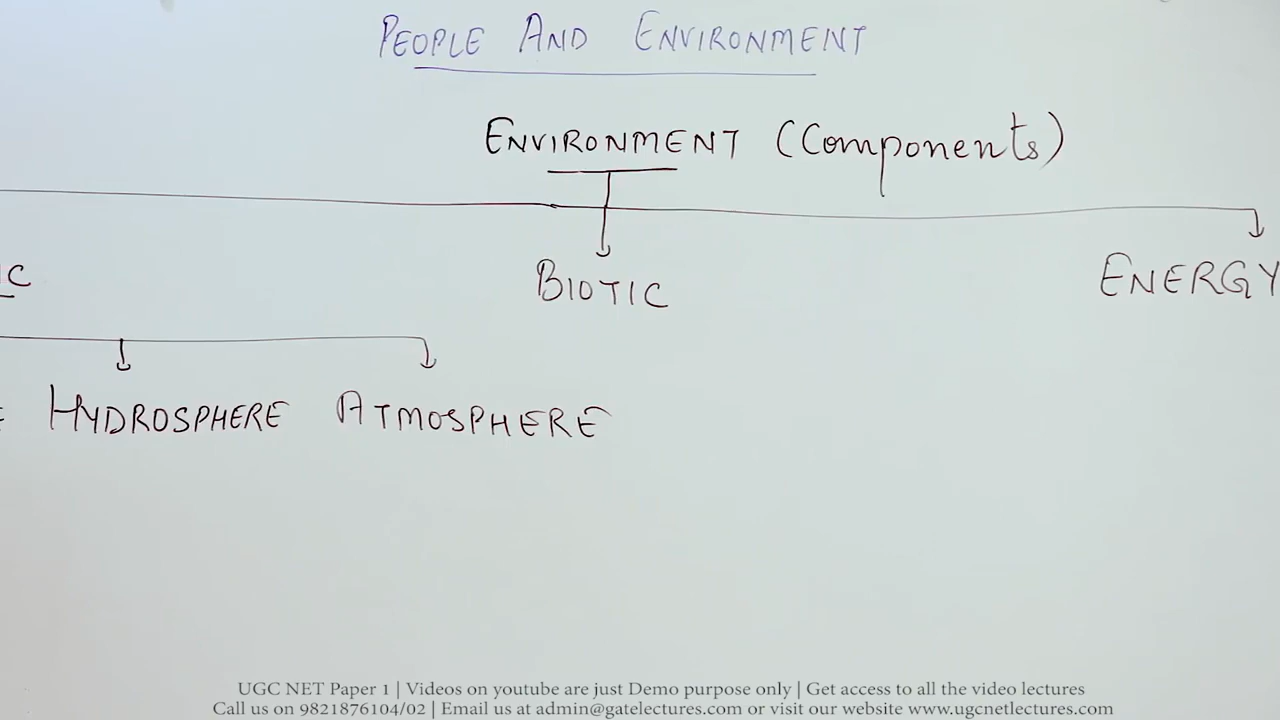 PEOPLE AND ENVIRONMENT
ENVIRONMENT (Components)
IC
BIOTIC
ENERGY
E HYDROSPHERE ATMOSPHERE
UGC NET Paper 1 | Videos on youtube are just Demo purpose only | Get access to all the video lectures
Call us on 9821876104/02 | Email us at admin@gatelectures.com or visit our website www.ugcnetlectures.com